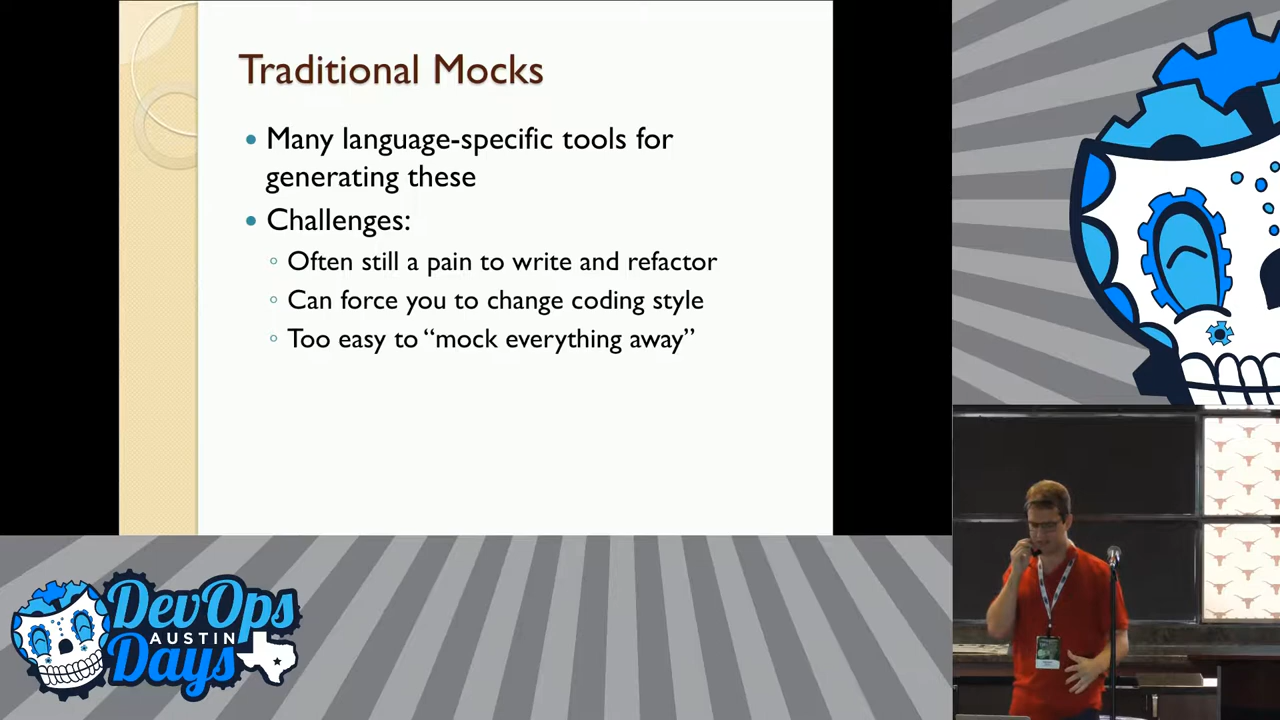 Traditional Mocks
• Many language-specific tools for
generating these
• Challenges:
◦ Often still a pain to write and refactor
◦ Can force you to change coding style
◦ Too easy to “mock everything away”
DevOps
AUSTIN
Days